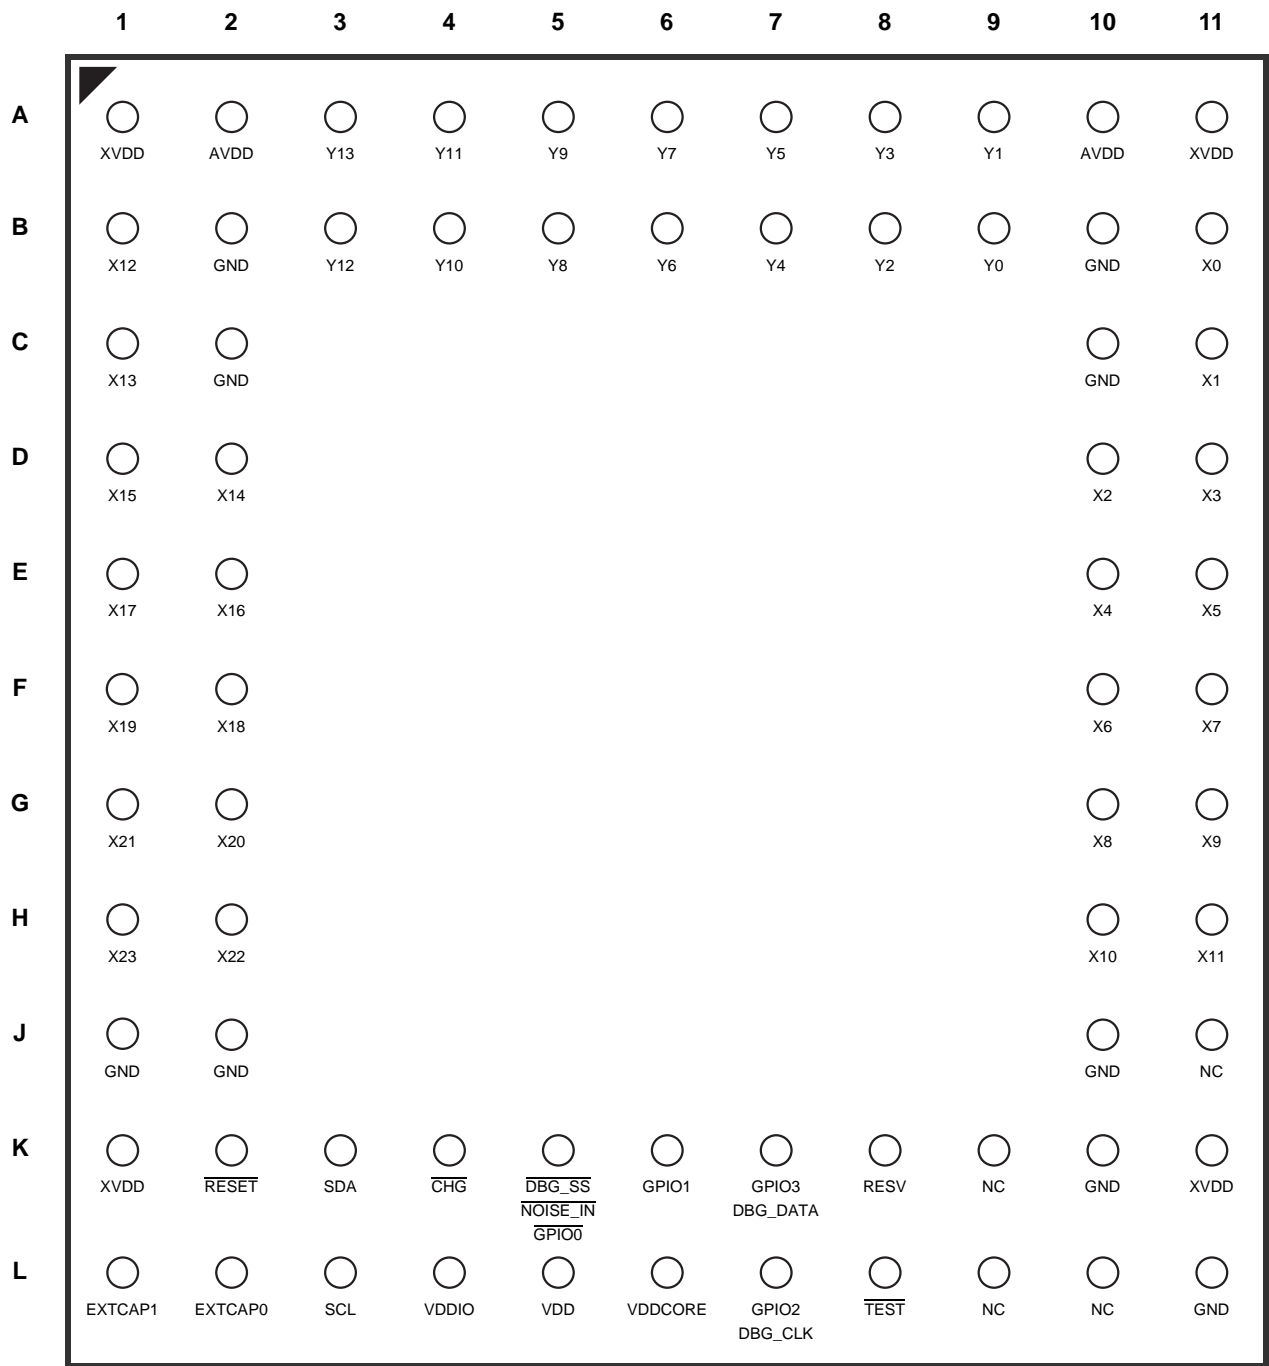 1 2 3 4 5 6 7 8 9 10 11
A
XVDD AVDD Y13 Y11 Y9 Y7 Y5 Y3 Y1 AVDD XVDD
B
X12 GND Y12 Y10 Y8 Y6 Y4 Y2 Y0 GND X0
C
X13 GND GND X1
D
X15 X14 X2 X3
E
X17 X16 X4 X5
F
X19 X18 X6 X7
G
X21 X20 X8 X9
H
X23 X22 X10 X11
J
GND GND GND NC
K
XVDD RESET SDA CHG DBG_SS GPIO1 GPIO3 RESV NC GND XVDD
NOISE_IN DBG_DATA
GPIO0
L
EXTCAP1 EXTCAP0 SCL VDDIO VDD VDDCORE GPIO2 TEST NC NC GND
DBG_CLK